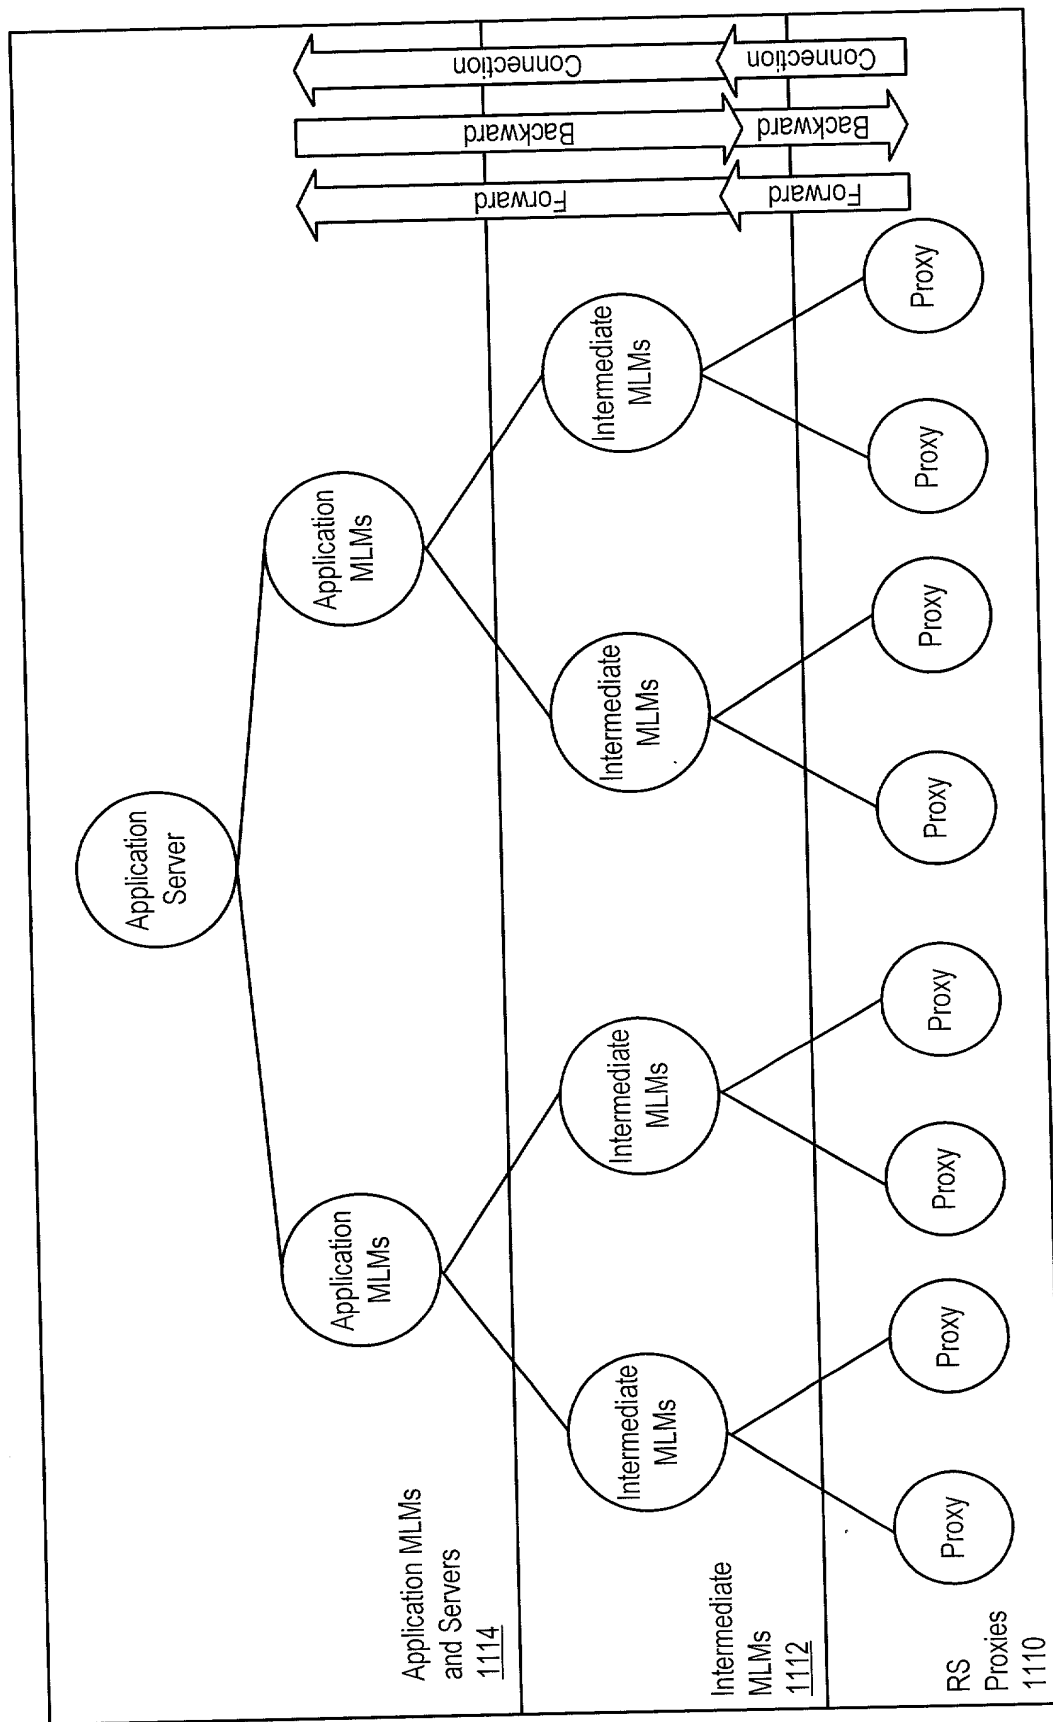 Application
Server
Application
MLMs
Application
MLMs
Application MLMs
and Servers
1114
Intermediate
MLMs
Intermediate
MLMs
Intermediate
MLMs
Intermediate
MLMs
Intermediate
MLMs
1112
Proxy
Proxy
Proxy
Proxy
Proxy
Proxy
Proxy
Proxy
RS
Proxies
1110
Forward
Backward
Connection
Forward
Backward
Connection